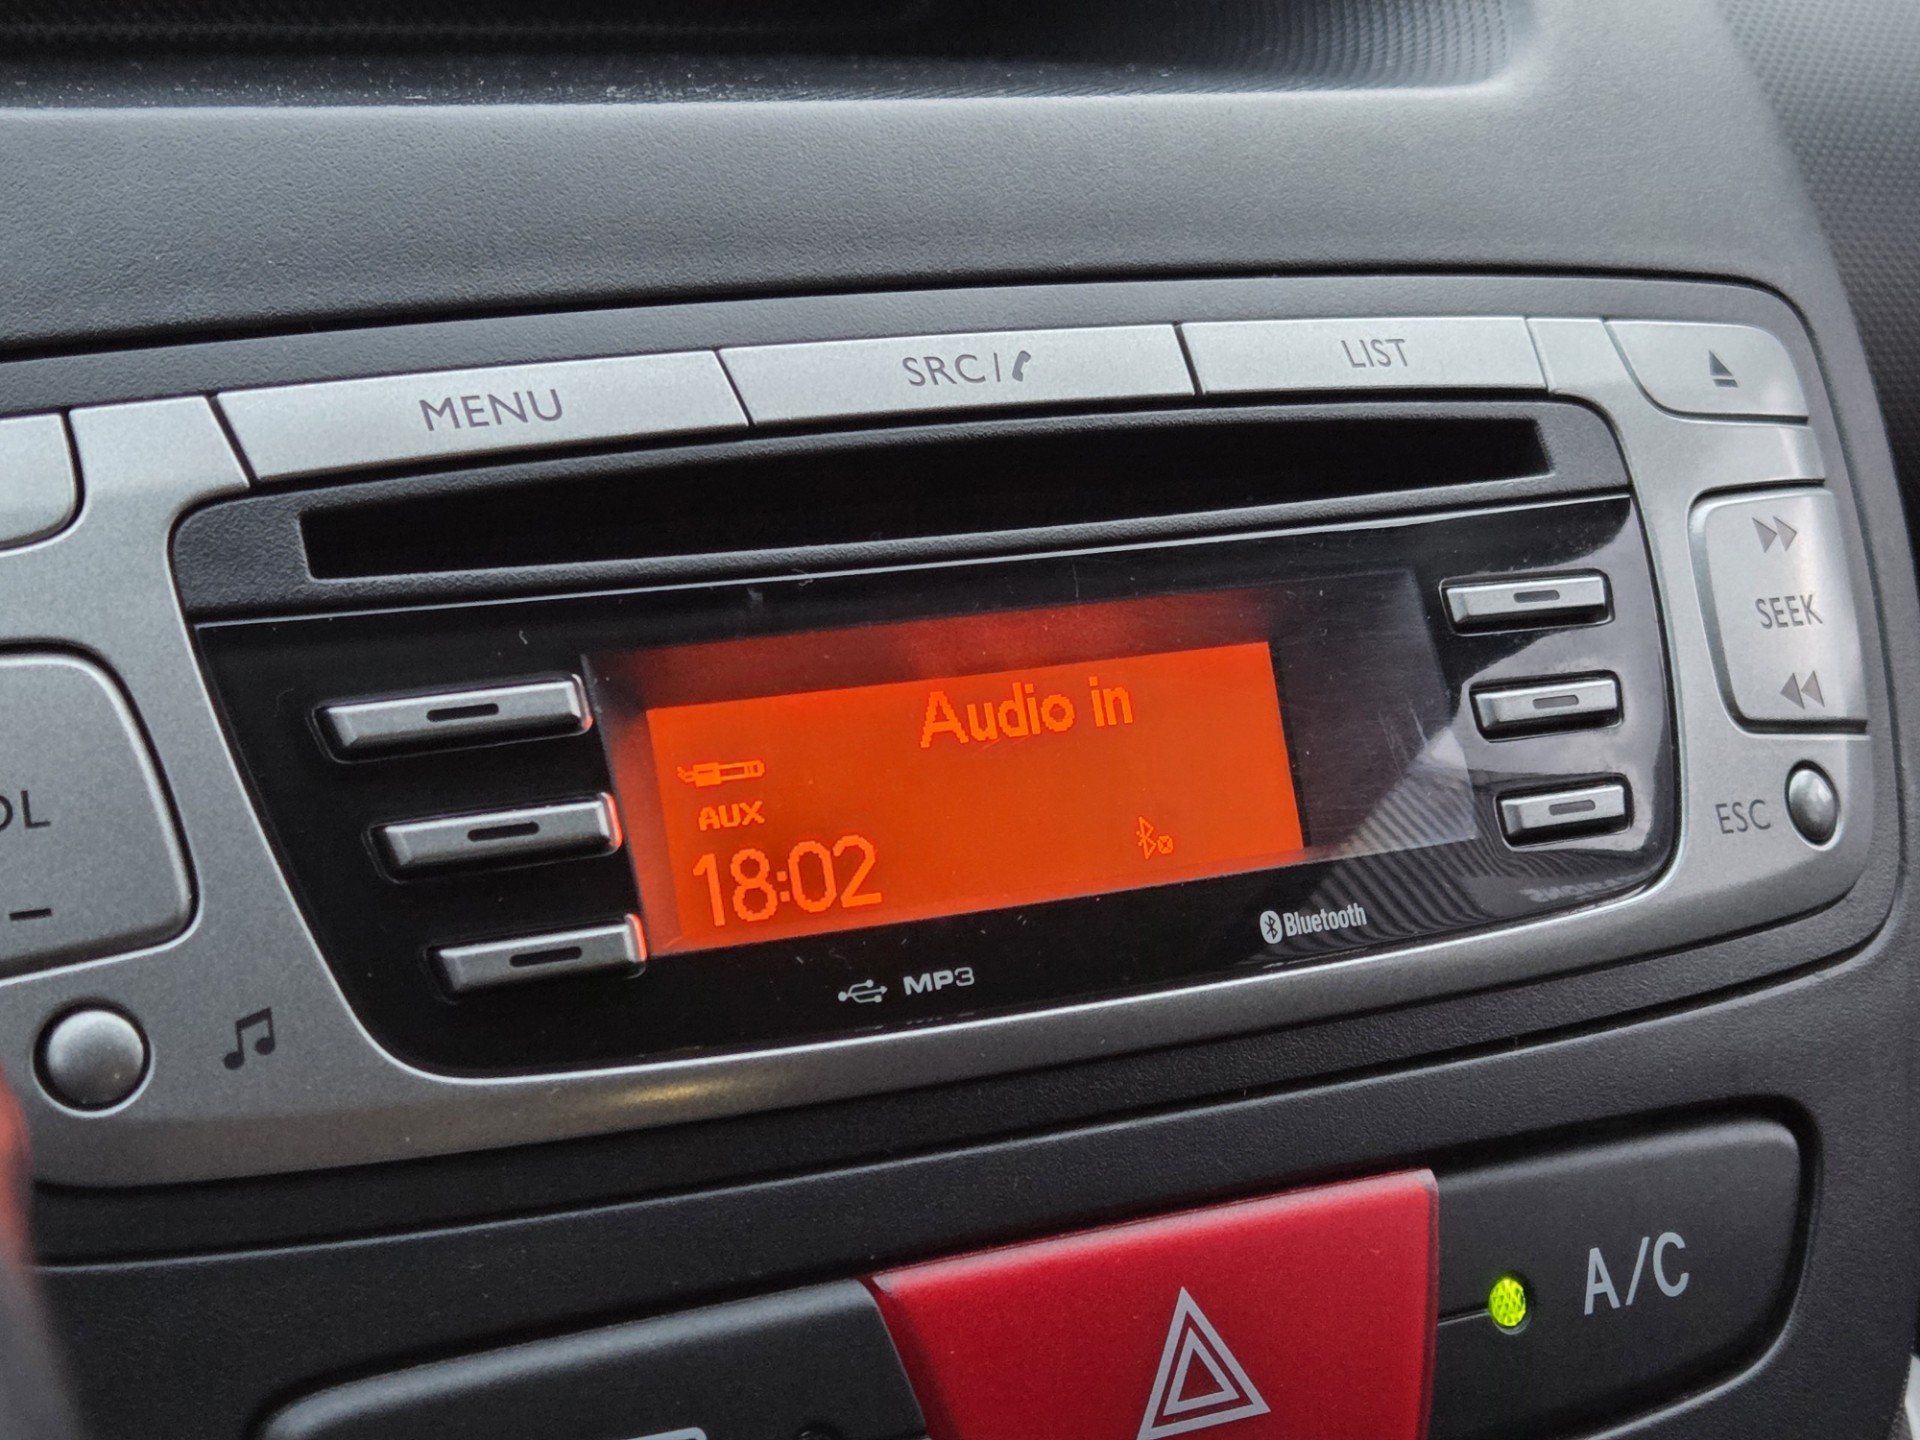 MENU
SRC/
LIST
SEEK
Audio in
AUX
18:02
ESC
MP3
Bluetooth
A/C